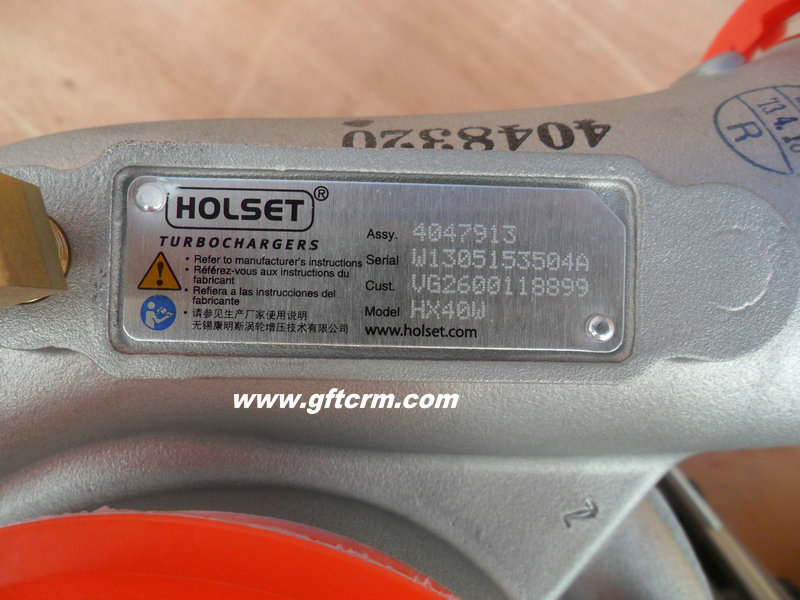 4048320
R
13.4.18
HOLSET®
TURBOCHARGERS
• Refer to manufacturer's instructions
• Référez-vous aux instructions du
fabricant
• Refiera a las instrucciones del
fabricante
• 请参见生产厂家使用说明
无锡康明斯涡轮增压技术有限公司
Assy. 4047913
Serial W1305153504A
Cust. VG2600118899
Model HX40W
www.holset.com
www.gftcrm.com